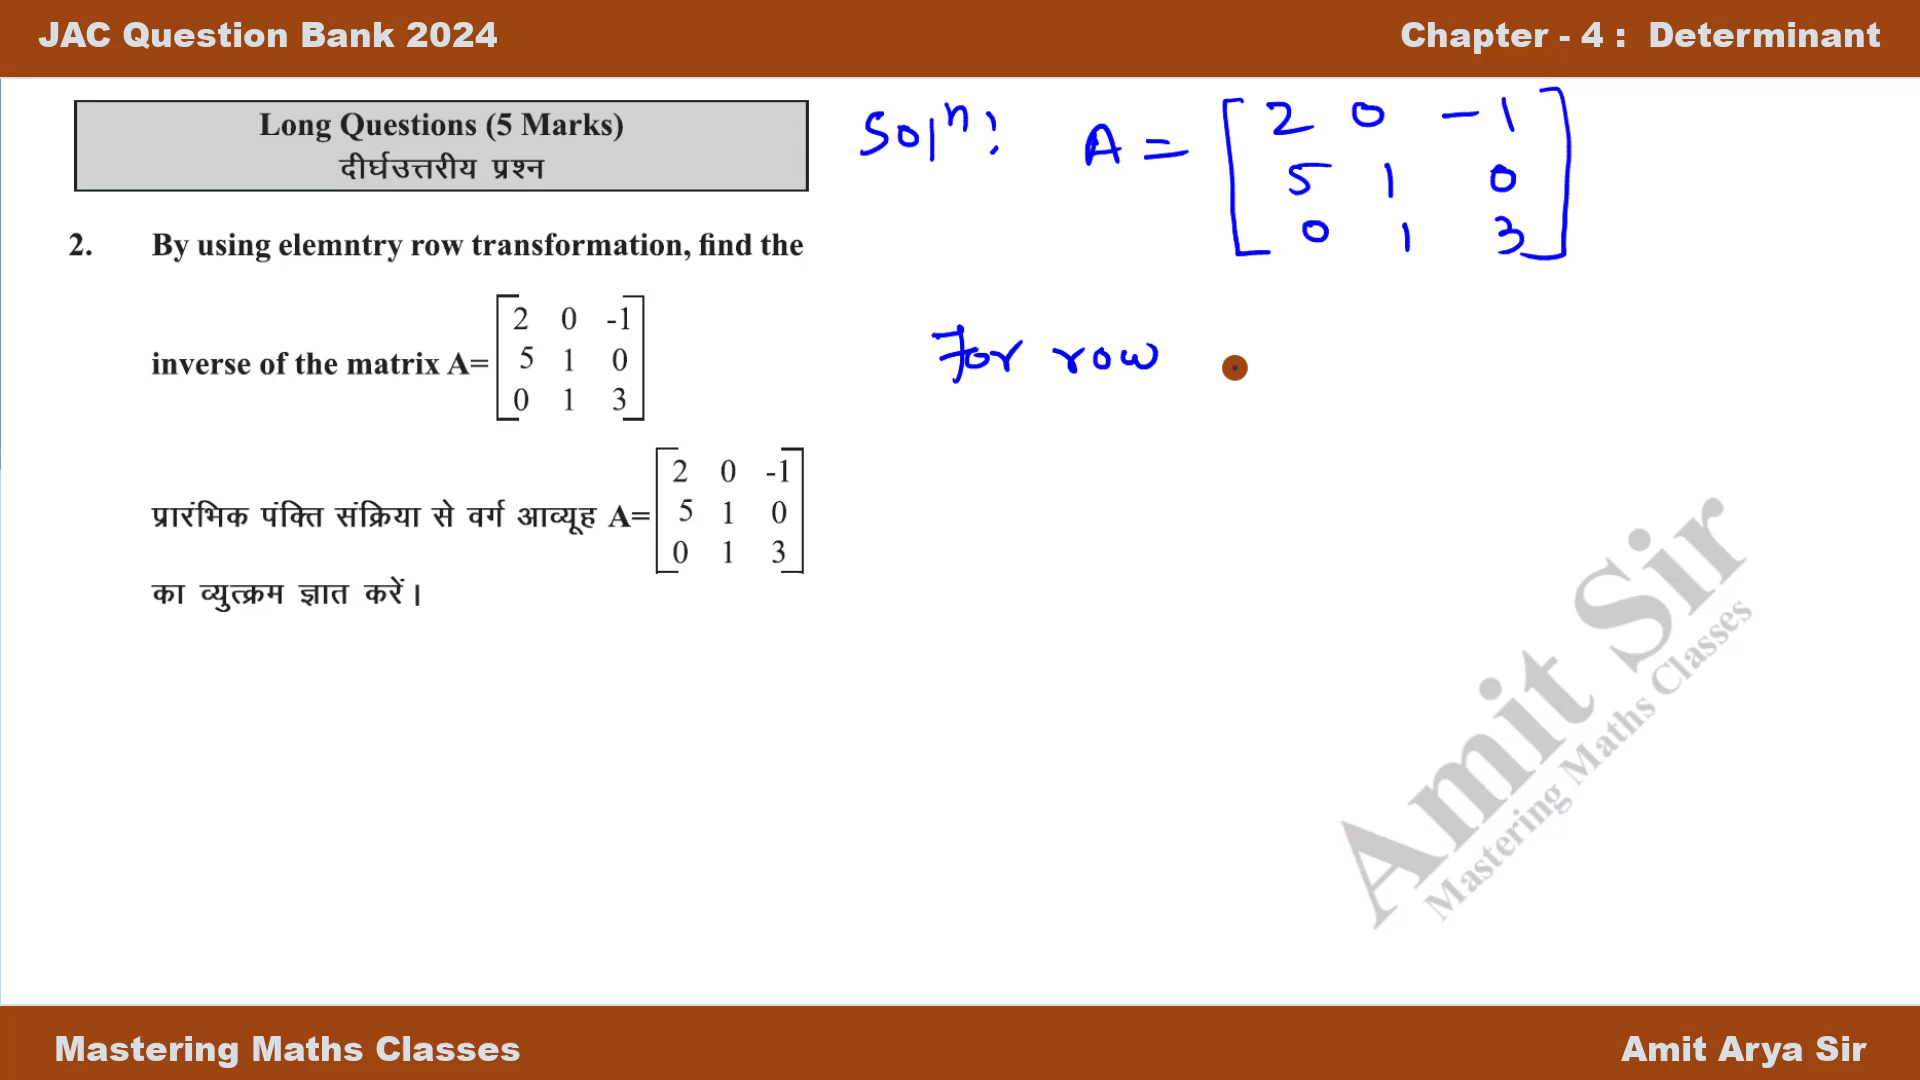 JAC Question Bank 2024
Chapter - 4 : Determinant
Long Questions (5 Marks)
दीर्घउत्तरीय प्रश्न
2. By using elemntry row transformation, find the
inverse of the matrix A=
2 0 -1
5 1 0
0 1 3
प्रारंभिक पंक्ति संक्रिया से वर्ग आव्यूह A=
2 0 -1
5 1 0
0 1 3
का व्युत्क्रम ज्ञात करें।
Solⁿ: A =
2 0 -1
5 1 0
0 1 3
For row
Amit Sir
Mastering Maths Classes
Mastering Maths Classes
Amit Arya Sir